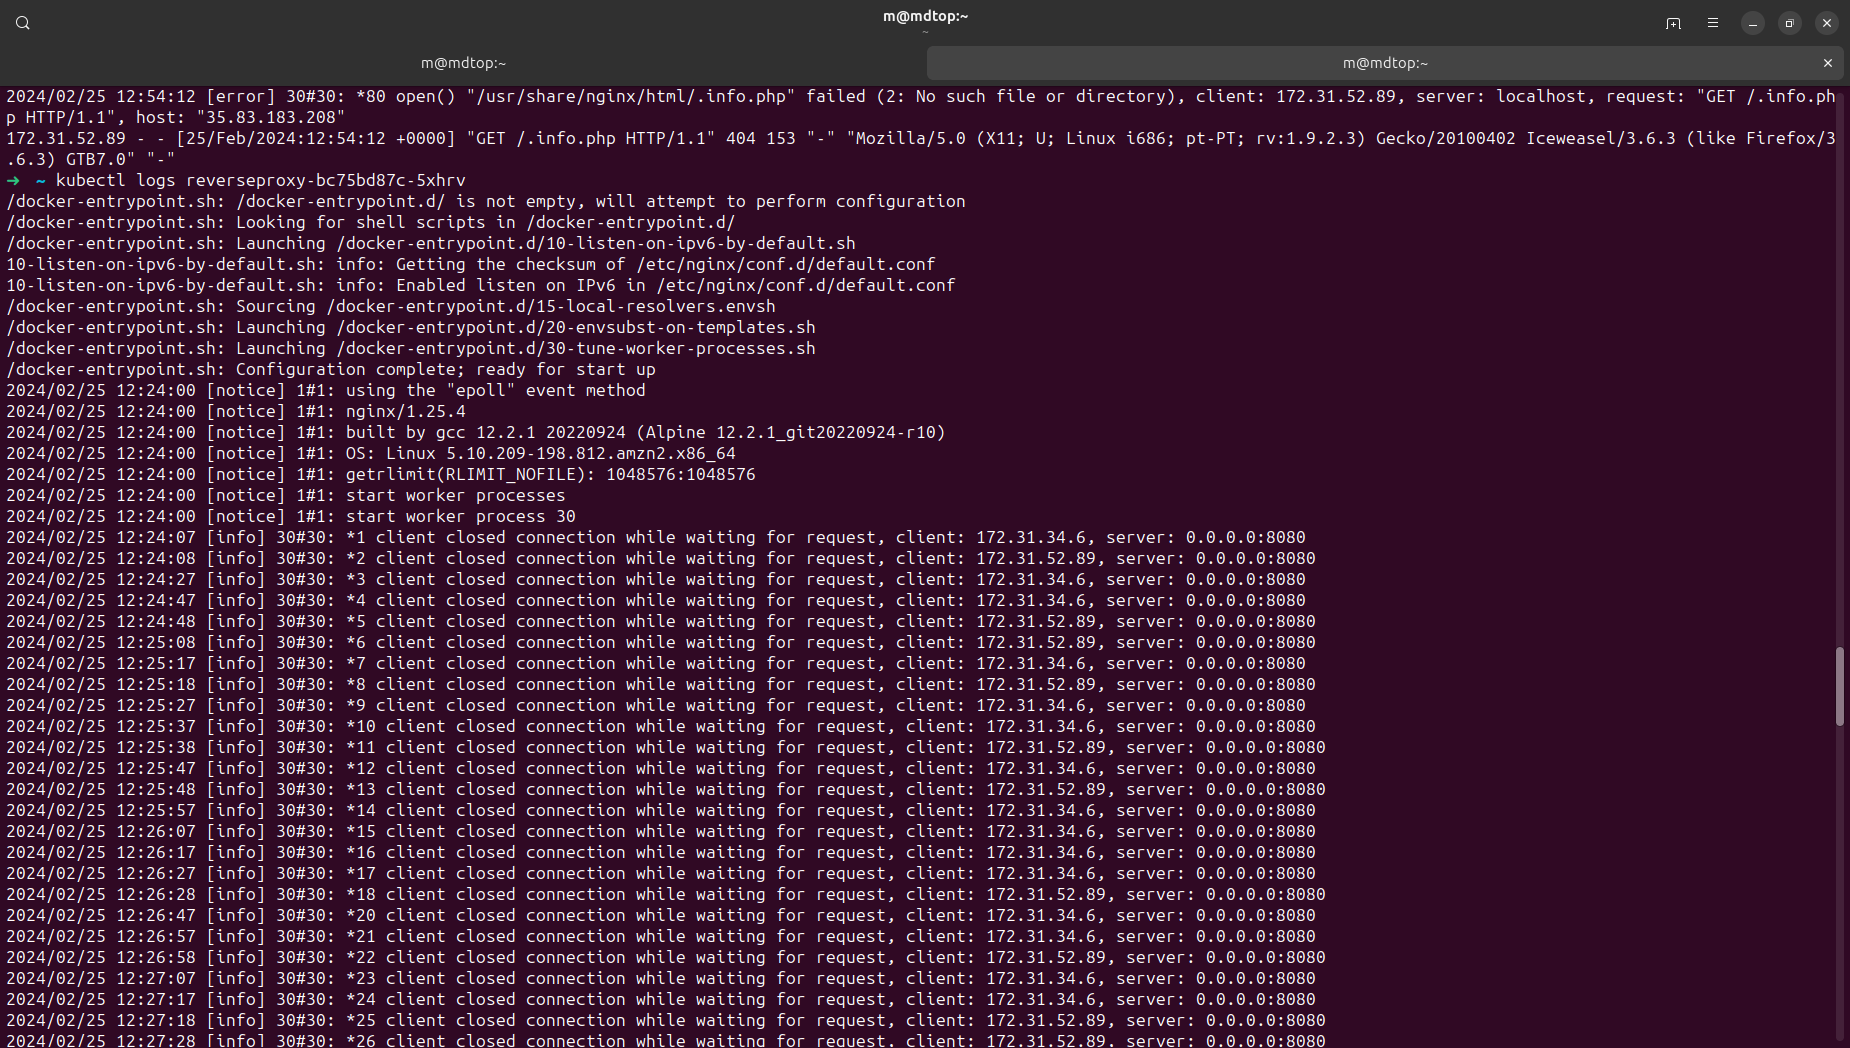 m@mdtop:~
~
m@mdtop:~
m@mdtop:~
2024/02/25 12:54:12 [error] 30#30: *80 open() "/usr/share/nginx/html/.info.php" failed (2: No such file or directory), client: 172.31.52.89, server: localhost, request: "GET /.info.ph
p HTTP/1.1", host: "35.83.183.208"
172.31.52.89 - - [25/Feb/2024:12:54:12 +0000] "GET /.info.php HTTP/1.1" 404 153 "-" "Mozilla/5.0 (X11; U; Linux i686; pt-PT; rv:1.9.2.3) Gecko/20100402 Iceweasel/3.6.3 (like Firefox/3
.6.3) GTB7.0" "-"
➜  ~ kubectl logs reverseproxy-bc75bd87c-5xhrv
/docker-entrypoint.sh: /docker-entrypoint.d/ is not empty, will attempt to perform configuration
/docker-entrypoint.sh: Looking for shell scripts in /docker-entrypoint.d/
/docker-entrypoint.sh: Launching /docker-entrypoint.d/10-listen-on-ipv6-by-default.sh
10-listen-on-ipv6-by-default.sh: info: Getting the checksum of /etc/nginx/conf.d/default.conf
10-listen-on-ipv6-by-default.sh: info: Enabled listen on IPv6 in /etc/nginx/conf.d/default.conf
/docker-entrypoint.sh: Sourcing /docker-entrypoint.d/15-local-resolvers.envsh
/docker-entrypoint.sh: Launching /docker-entrypoint.d/20-envsubst-on-templates.sh
/docker-entrypoint.sh: Launching /docker-entrypoint.d/30-tune-worker-processes.sh
/docker-entrypoint.sh: Configuration complete; ready for start up
2024/02/25 12:24:00 [notice] 1#1: using the "epoll" event method
2024/02/25 12:24:00 [notice] 1#1: nginx/1.25.4
2024/02/25 12:24:00 [notice] 1#1: built by gcc 12.2.1 20220924 (Alpine 12.2.1_git20220924-r10)
2024/02/25 12:24:00 [notice] 1#1: OS: Linux 5.10.209-198.812.amzn2.x86_64
2024/02/25 12:24:00 [notice] 1#1: getrlimit(RLIMIT_NOFILE): 1048576:1048576
2024/02/25 12:24:00 [notice] 1#1: start worker processes
2024/02/25 12:24:00 [notice] 1#1: start worker process 30
2024/02/25 12:24:07 [info] 30#30: *1 client closed connection while waiting for request, client: 172.31.34.6, server: 0.0.0.0:8080
2024/02/25 12:24:08 [info] 30#30: *2 client closed connection while waiting for request, client: 172.31.52.89, server: 0.0.0.0:8080
2024/02/25 12:24:27 [info] 30#30: *3 client closed connection while waiting for request, client: 172.31.34.6, server: 0.0.0.0:8080
2024/02/25 12:24:47 [info] 30#30: *4 client closed connection while waiting for request, client: 172.31.34.6, server: 0.0.0.0:8080
2024/02/25 12:24:48 [info] 30#30: *5 client closed connection while waiting for request, client: 172.31.52.89, server: 0.0.0.0:8080
2024/02/25 12:25:08 [info] 30#30: *6 client closed connection while waiting for request, client: 172.31.52.89, server: 0.0.0.0:8080
2024/02/25 12:25:17 [info] 30#30: *7 client closed connection while waiting for request, client: 172.31.34.6, server: 0.0.0.0:8080
2024/02/25 12:25:18 [info] 30#30: *8 client closed connection while waiting for request, client: 172.31.52.89, server: 0.0.0.0:8080
2024/02/25 12:25:27 [info] 30#30: *9 client closed connection while waiting for request, client: 172.31.34.6, server: 0.0.0.0:8080
2024/02/25 12:25:37 [info] 30#30: *10 client closed connection while waiting for request, client: 172.31.34.6, server: 0.0.0.0:8080
2024/02/25 12:25:38 [info] 30#30: *11 client closed connection while waiting for request, client: 172.31.52.89, server: 0.0.0.0:8080
2024/02/25 12:25:47 [info] 30#30: *12 client closed connection while waiting for request, client: 172.31.34.6, server: 0.0.0.0:8080
2024/02/25 12:25:48 [info] 30#30: *13 client closed connection while waiting for request, client: 172.31.52.89, server: 0.0.0.0:8080
2024/02/25 12:25:57 [info] 30#30: *14 client closed connection while waiting for request, client: 172.31.34.6, server: 0.0.0.0:8080
2024/02/25 12:26:07 [info] 30#30: *15 client closed connection while waiting for request, client: 172.31.34.6, server: 0.0.0.0:8080
2024/02/25 12:26:17 [info] 30#30: *16 client closed connection while waiting for request, client: 172.31.34.6, server: 0.0.0.0:8080
2024/02/25 12:26:27 [info] 30#30: *17 client closed connection while waiting for request, client: 172.31.34.6, server: 0.0.0.0:8080
2024/02/25 12:26:28 [info] 30#30: *18 client closed connection while waiting for request, client: 172.31.52.89, server: 0.0.0.0:8080
2024/02/25 12:26:47 [info] 30#30: *20 client closed connection while waiting for request, client: 172.31.34.6, server: 0.0.0.0:8080
2024/02/25 12:26:57 [info] 30#30: *21 client closed connection while waiting for request, client: 172.31.34.6, server: 0.0.0.0:8080
2024/02/25 12:26:58 [info] 30#30: *22 client closed connection while waiting for request, client: 172.31.52.89, server: 0.0.0.0:8080
2024/02/25 12:27:07 [info] 30#30: *23 client closed connection while waiting for request, client: 172.31.34.6, server: 0.0.0.0:8080
2024/02/25 12:27:17 [info] 30#30: *24 client closed connection while waiting for request, client: 172.31.34.6, server: 0.0.0.0:8080
2024/02/25 12:27:18 [info] 30#30: *25 client closed connection while waiting for request, client: 172.31.52.89, server: 0.0.0.0:8080
2024/02/25 12:27:28 [info] 30#30: *26 client closed connection while waiting for request, client: 172.31.52.89, server: 0.0.0.0:8080